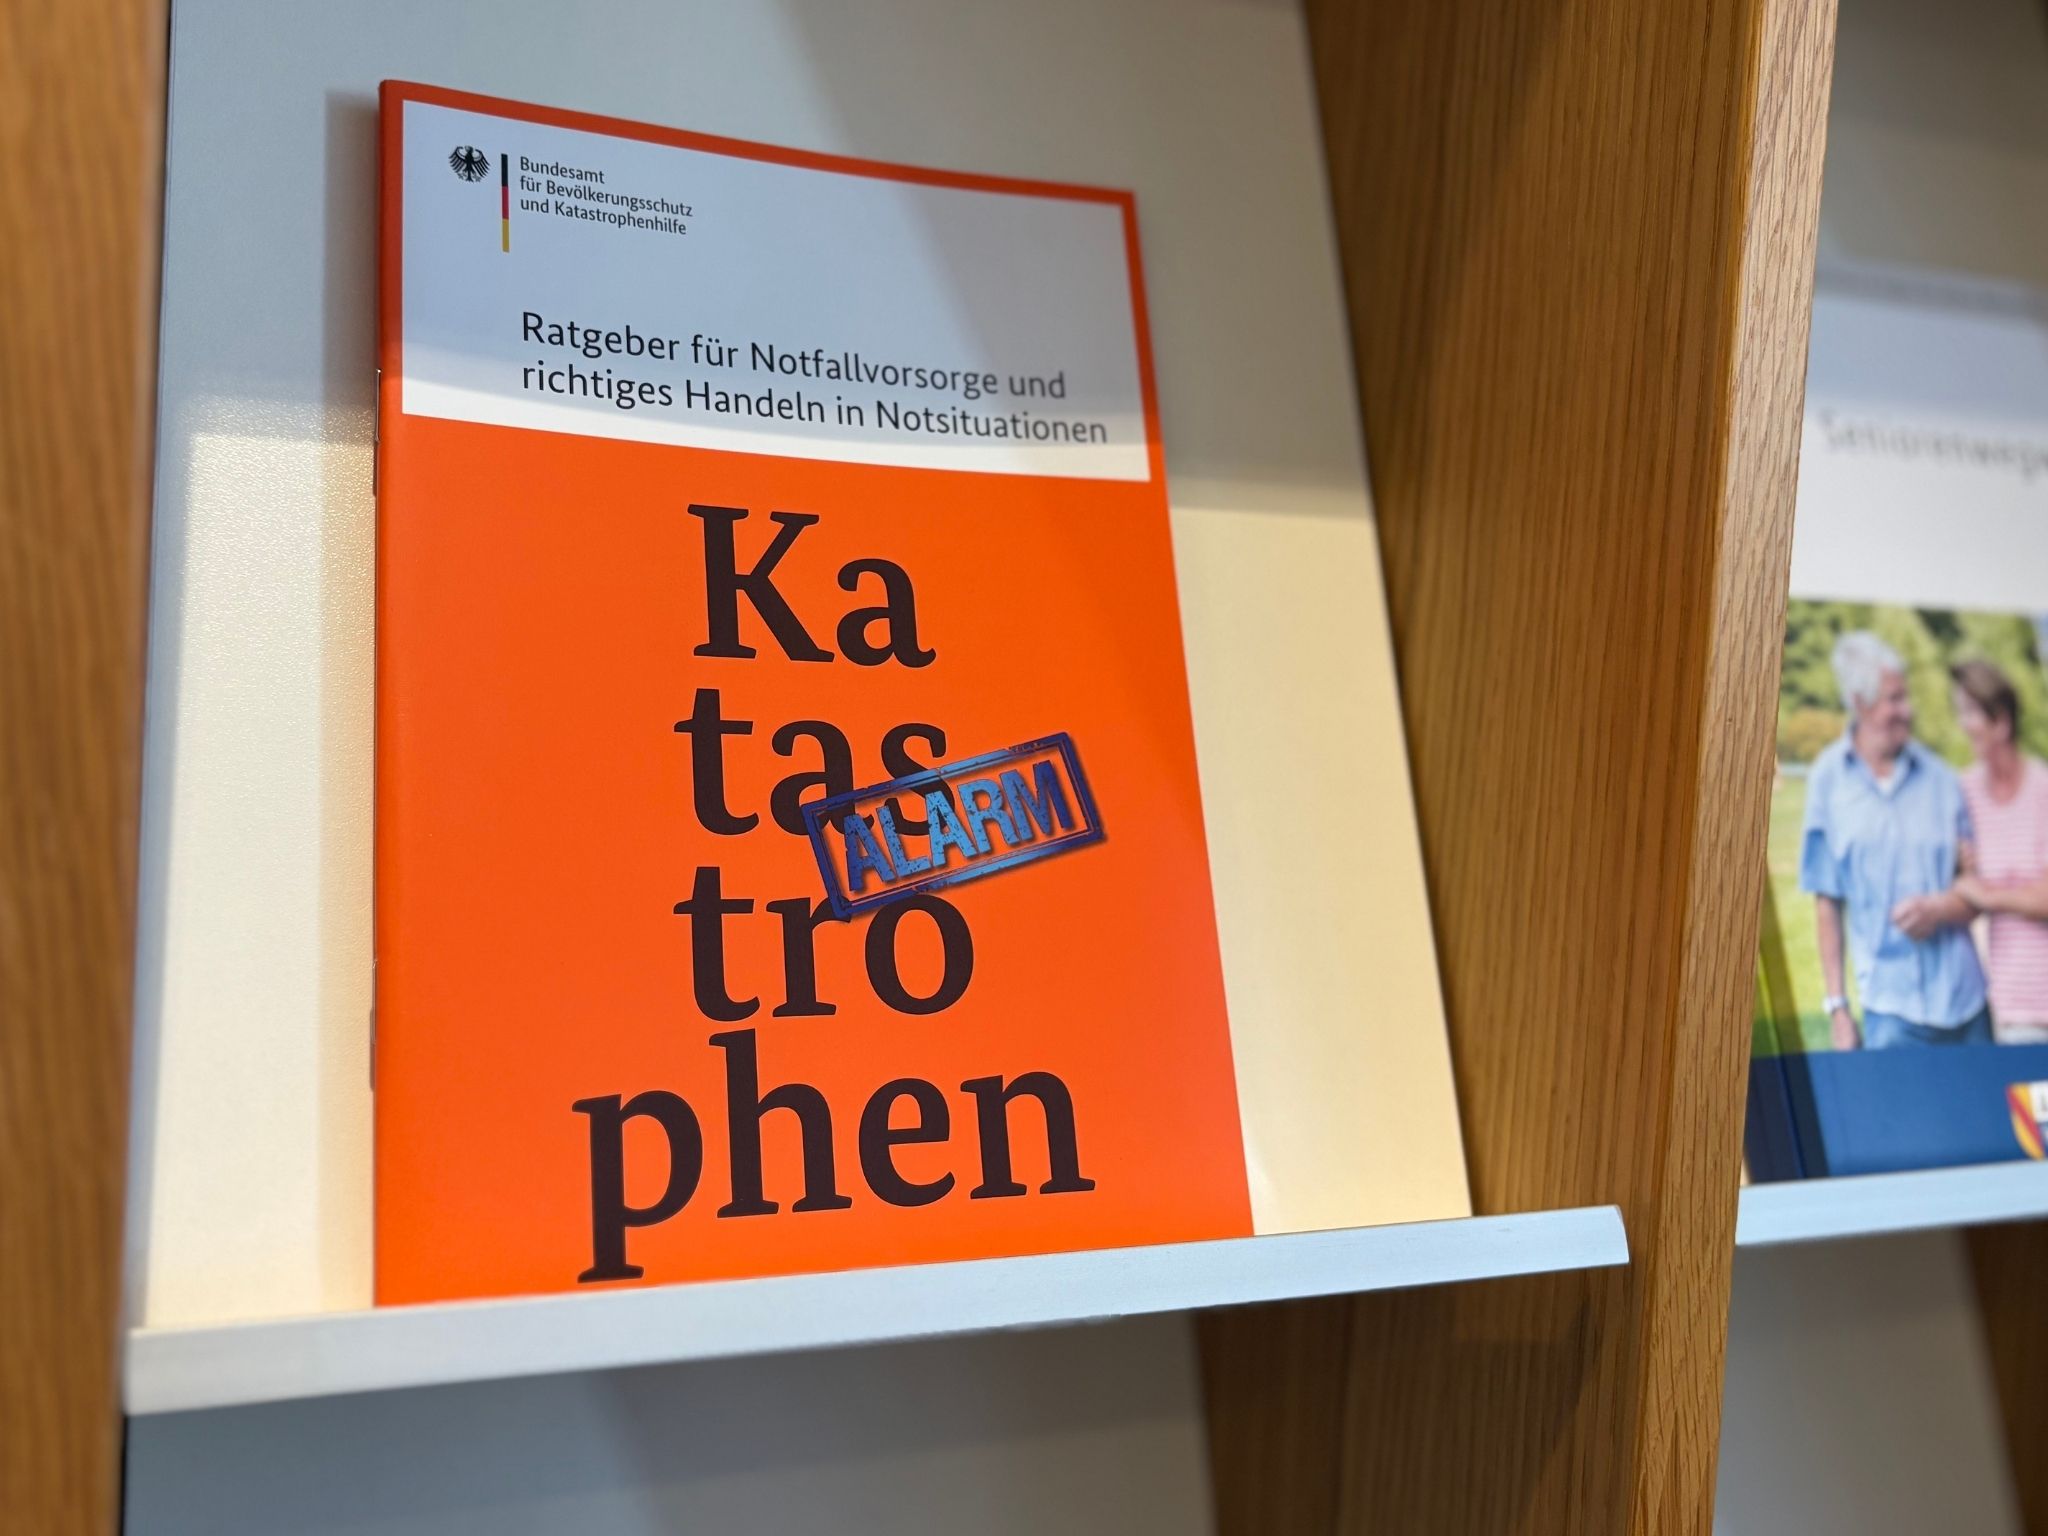 Bundesamt
für Bevölkerungsschutz
und Katastrophenhilfe
Ratgeber für Notfallvorsorge und
richtiges Handeln in Notsituationen
Ka
tas
tro
phen
ALARM